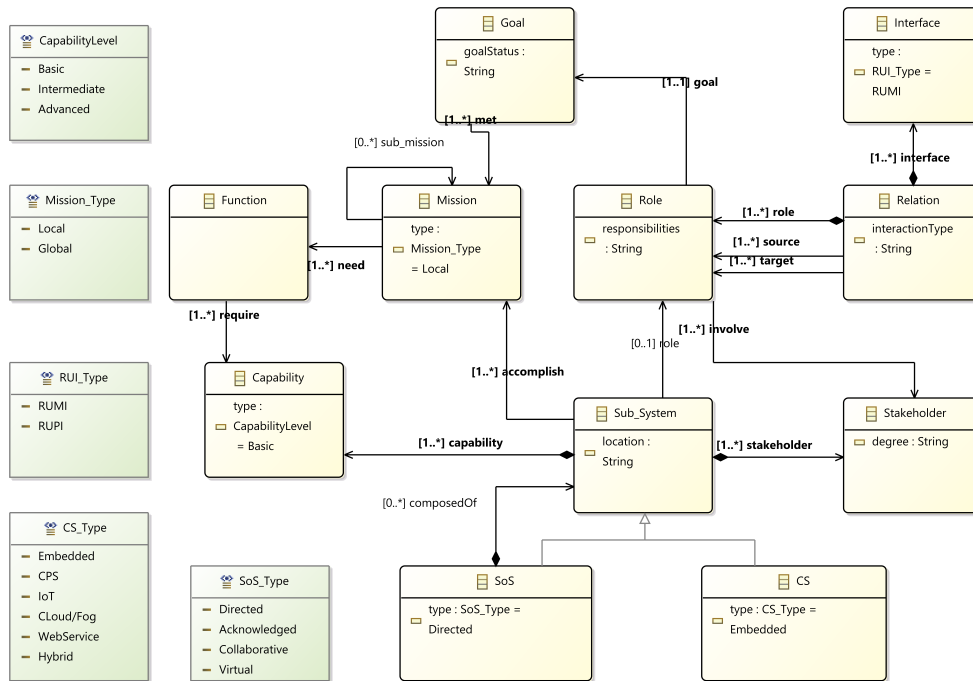 Goal
goalStatus :
String
Interface
type :
RUI_Type =
RUMI
CapabilityLevel
Basic
Intermediate
Advanced
[1..1] goal
[1..*] met
[0..*] sub_mission
[1..*] interface
Mission_Type
Local
Global
Function
Mission
type :
Mission_Type
= Local
Role
responsibilities
: String
Relation
interactionType
: String
[1..*] role
[1..*] source
[1..*] target
[1..*] need
[1..*] require
[1..*] involve
[0..1] role
[1..*] accomplish
RUI_Type
RUMI
RUPI
Capability
type :
CapabilityLevel
= Basic
Sub_System
location :
String
Stakeholder
degree : String
[1..*] capability
[1..*] stakeholder
[0..*] composedOf
CS_Type
Embedded
CPS
IoT
CLoud/Fog
WebService
Hybrid
SoS_Type
Directed
Acknowledged
Collaborative
Virtual
SoS
type : SoS_Type =
Directed
CS
type : CS_Type =
Embedded